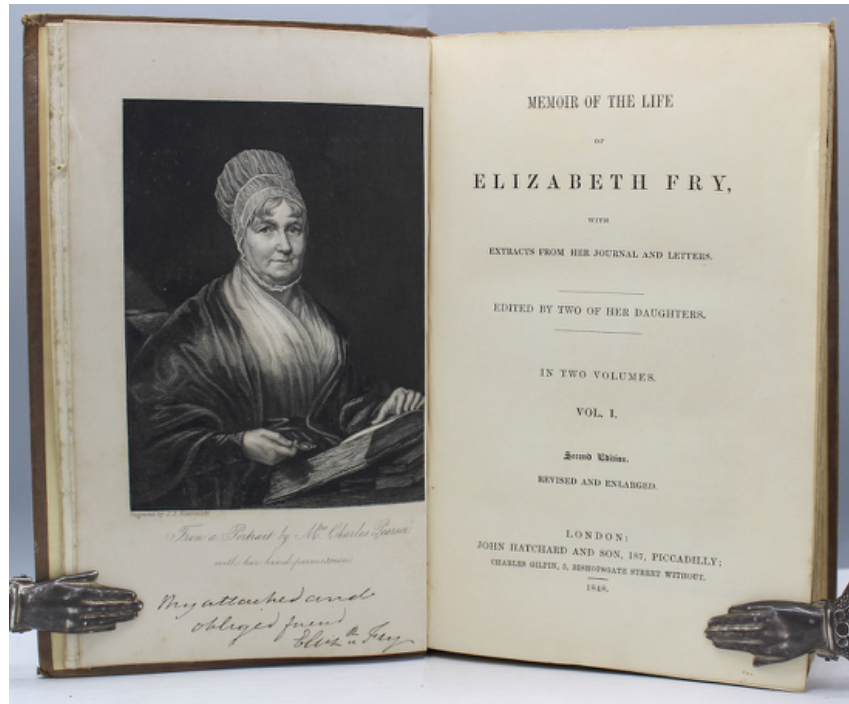 Engraved by J. J.
From a Portrait by Mrs. Charles Pearson
with her kind permission
My attached and
obliged friend
Elizth Fry
MEMOIR OF THE LIFE
OF
ELIZABETH FRY,
WITH
EXTRACTS FROM HER JOURNAL AND LETTERS.
EDITED BY TWO OF HER DAUGHTERS.
IN TWO VOLUMES.
VOL. I.
Second Edition.
REVISED AND ENLARGED.
LONDON:
JOHN HATCHARD AND SON, 187, PICCADILLY;
CHARLES GILPIN, 5, BISHOPSGATE STREET WITHOUT.
1848.